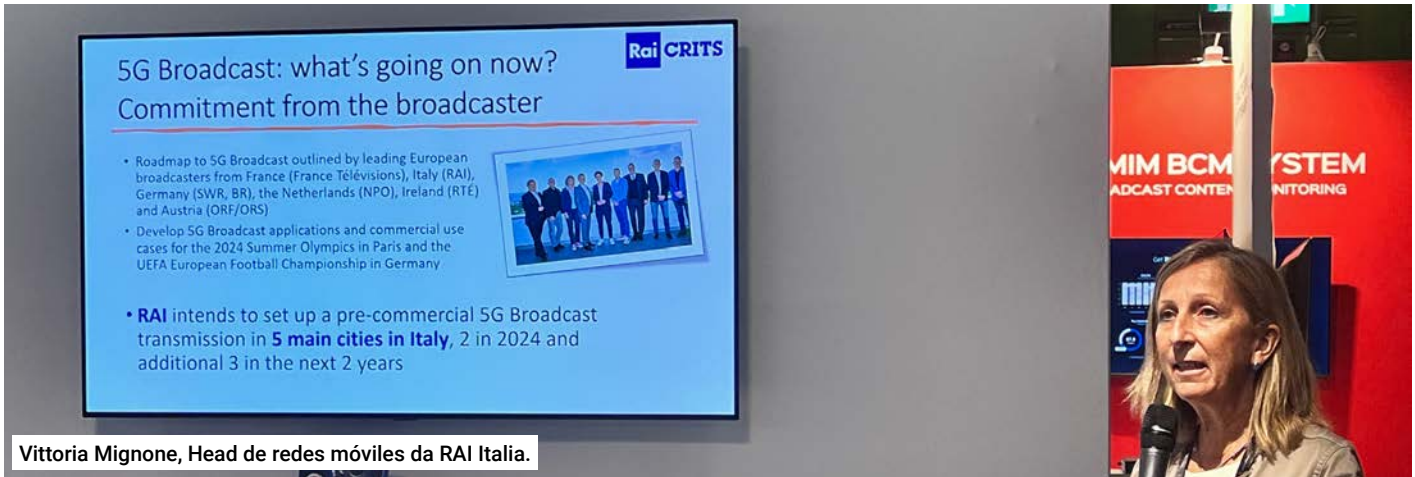 5G Broadcast: what's going on now?
Commitment from the broadcaster
Rai CRITS
• Roadmap to 5G Broadcast outlined by leading European
broadcasters from France (France Télévisions), Italy (RAI),
Germany (SWR, BR), the Netherlands (NPO), Ireland (RTÉ)
and Austria (ORF/ORS)
• Develop 5G Broadcast applications and commercial use
cases for the 2024 Summer Olympics in Paris and the
UEFA European Football Championship in Germany
• RAI intends to set up a pre-commercial 5G Broadcast
transmission in 5 main cities in Italy, 2 in 2024 and
additional 3 in the next 2 years
MIM BCM YSTEM
ADCAST CONTEN NITORING
Vittoria Mignone, Head de redes móviles da RAI Italia.